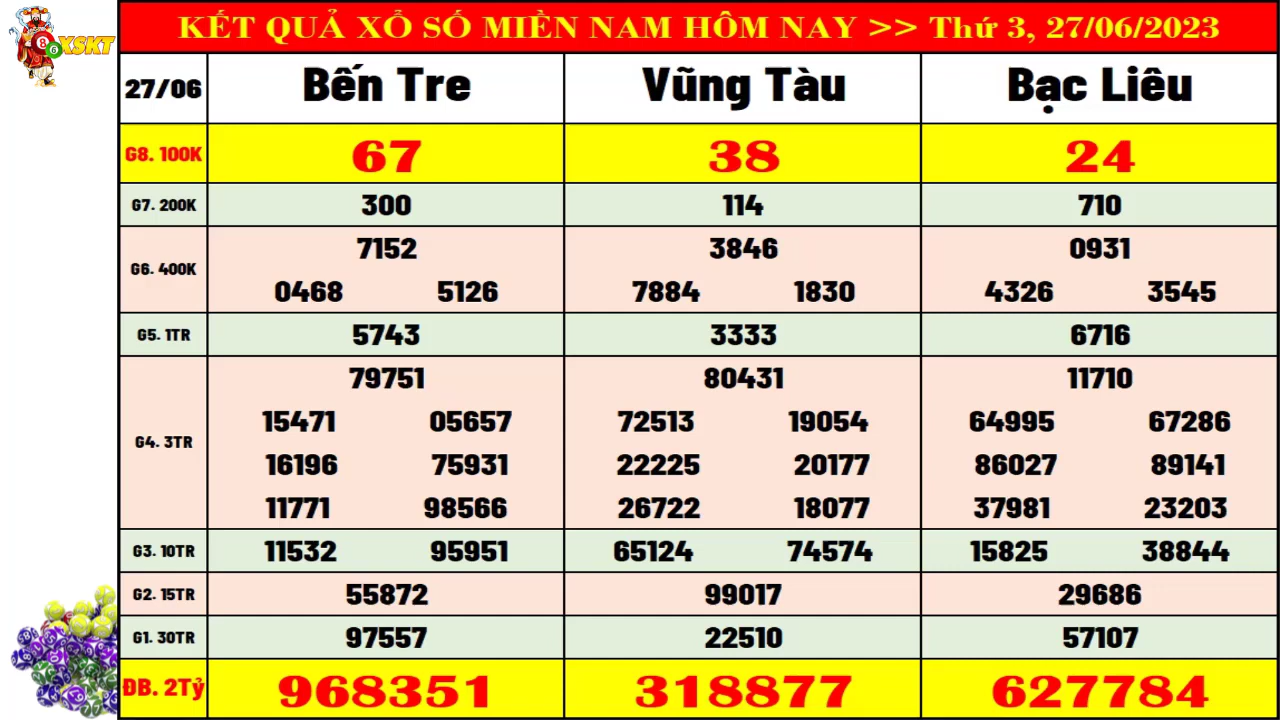 KẾT QUẢ XỔ SỐ MIỀN NAM HÔM NAY >> Thứ 3, 27/06/2023
XSKT
27/06 Bến Tre Vũng Tàu Bạc Liêu
G8. 100K 67 38 24
G7. 200K 300 114 710
7152 3846 0931
G6. 400K
0468 5126 7884 1830 4326 3545
G5. 1TR 5743 3333 6716
79751 80431 11710
15471 05657 72513 19054 64995 67286
G4. 3TR
16196 75931 22225 20177 86027 89141
11771 98566 26722 18077 37981 23203
G3. 10TR 11532 95951 65124 74574 15825 38844
G2. 15TR 55872 99017 29686
G1. 30TR 97557 22510 57107
ĐB. 2Tỷ 968351 318877 627784